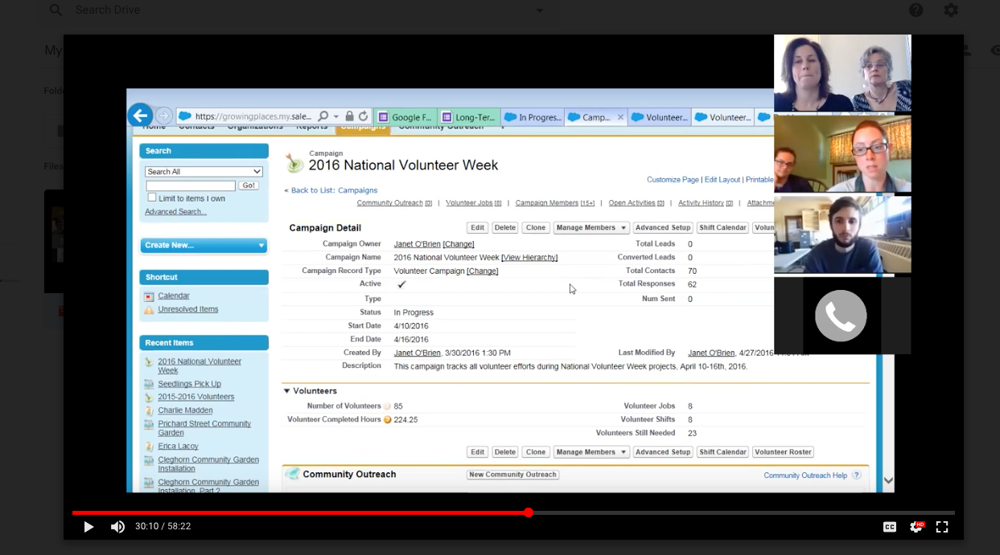 Search Drive
My
Folde
Files
https://growingplaces.my.sale...
Google F...
Long-Ter...
In Progres...
Camp...
Volunteer...
Volunteer...
Home Contacts Organizations Reports Campaigns Community Outreach
Search
Search All
Go!
Limit to items I own
Advanced Search...
Create New...
Shortcut
Calendar
Unresolved Items
Recent Items
2016 National Volunteer
Week
Seedlings Pick Up
2015-2016 Volunteers
Charlie Madden
Prichard Street Community
Garden
Erica Lacoy
Cleghorn Community Garden
Installation
Cleghorn Community Garden
Installation, Part 2
Campaign
2016 National Volunteer Week
Customize Page | Edit Layout | Printable
« Back to List: Campaigns
Community Outreach [0] | Volunteer Jobs [8] | Campaign Members [15+] | Open Activities [0] | Activity History [0] | Attachme
Campaign Detail
Edit Delete Clone Manage Members ▼ Advanced Setup Shift Calendar Volun
Campaign Owner Janet O'Brien [Change] Total Leads 0
Campaign Name 2016 National Volunteer Week [View Hierarchy] Converted Leads 0
Campaign Record Type Volunteer Campaign [Change] Total Contacts 70
Active ✓ Total Responses 62
Type Num Sent 0
Status In Progress
Start Date 4/10/2016
End Date 4/16/2016
Created By Janet O'Brien, 3/30/2016 1:30 PM Last Modified By Janet O'Brien, 4/27/2016
Description This campaign tracks all volunteer efforts during National Volunteer Week projects, April 10-16th, 2016.
▼ Volunteers
Number of Volunteers 85 Volunteer Jobs 8
Volunteer Completed Hours 224.25 Volunteer Shifts 8
Volunteers Still Needed 23
Edit Delete Clone Manage Members ▼ Advanced Setup Shift Calendar Volunteer Roster
Community Outreach New Community Outreach Community Outreach Help ?
30:10 / 58:22
CC
HD